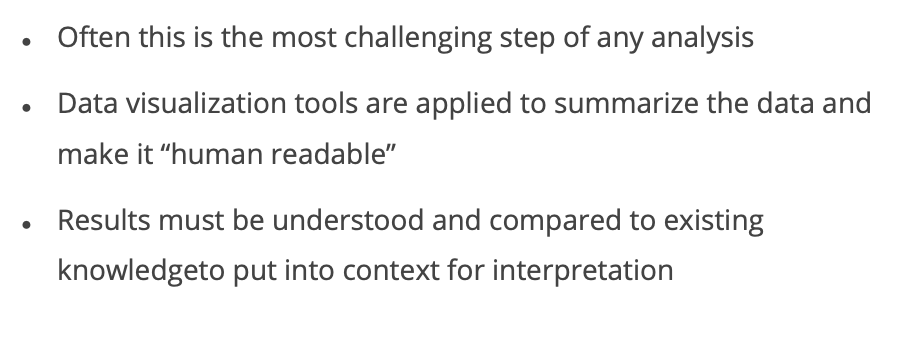 • Often this is the most challenging step of any analysis
• Data visualization tools are applied to summarize the data and
make it “human readable”
• Results must be understood and compared to existing
knowledgeto put into context for interpretation